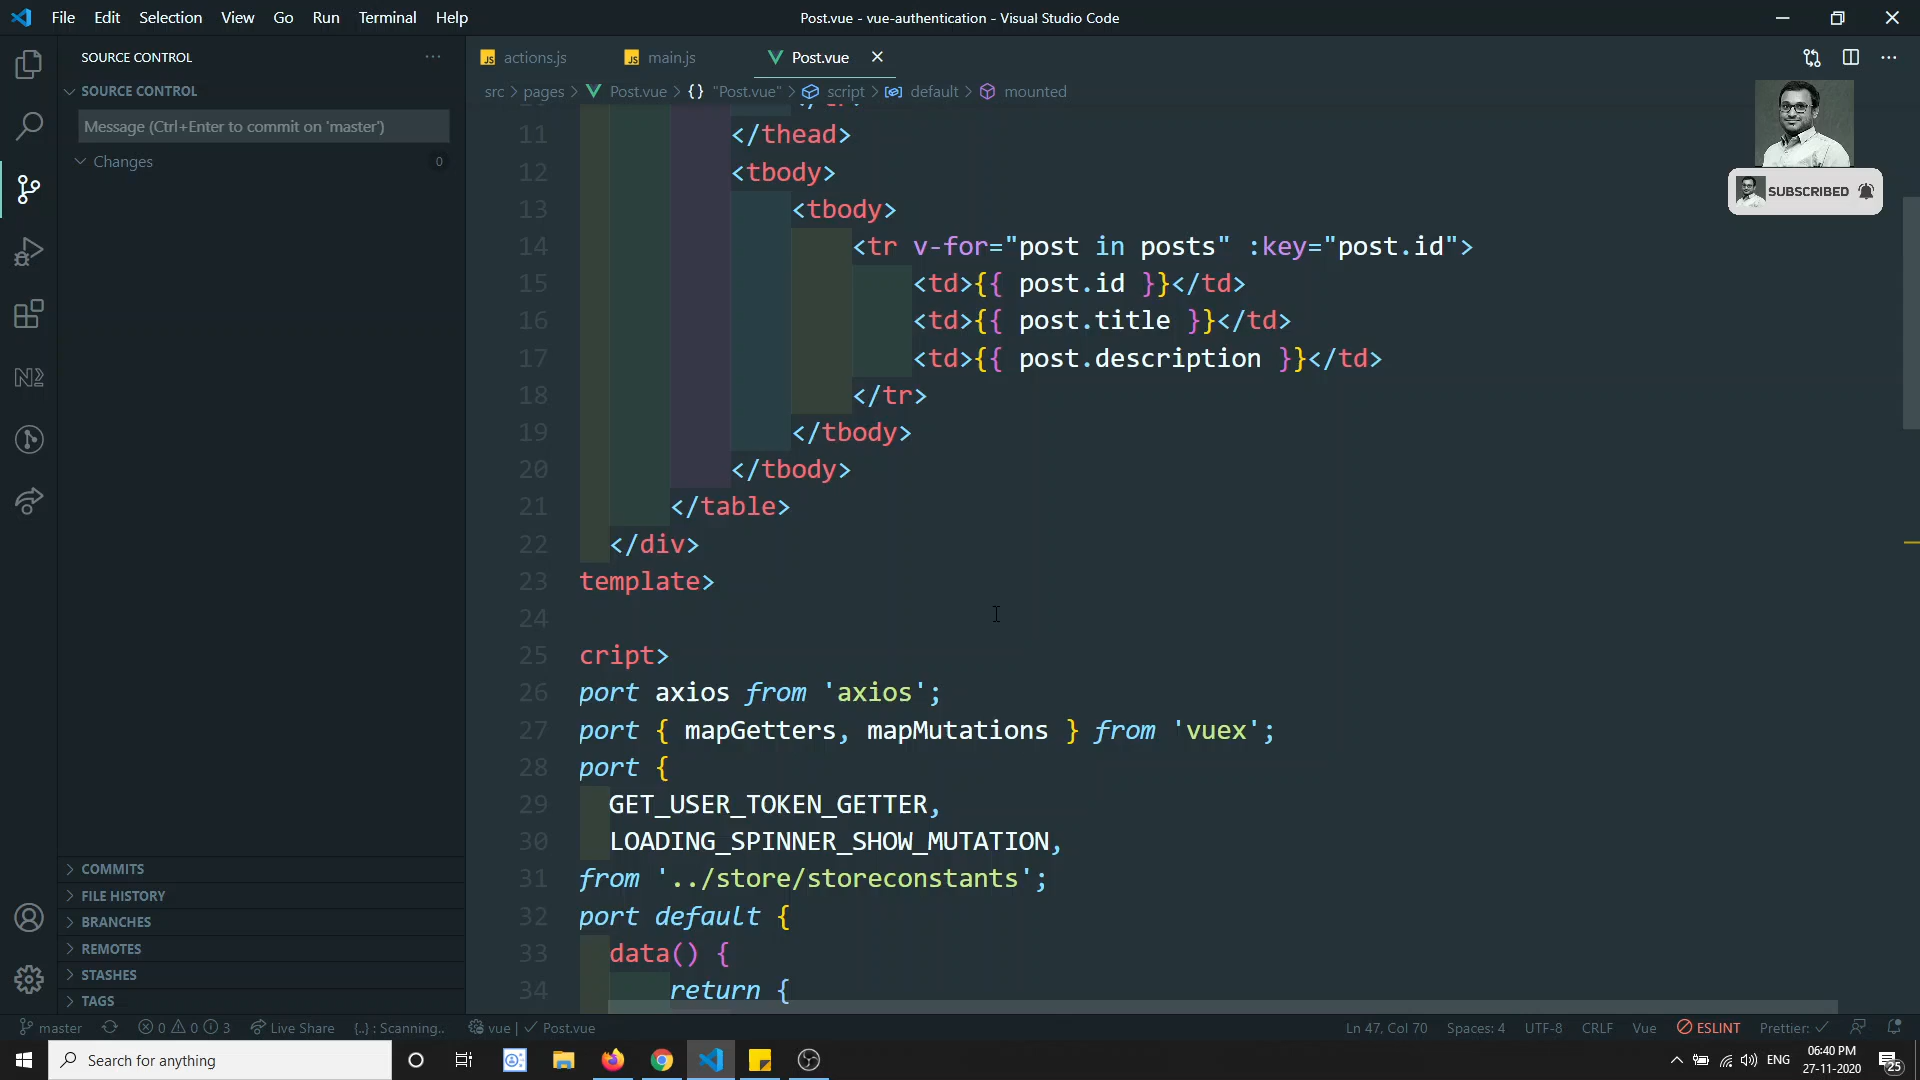 File Edit Selection View Go Run Terminal Help
Post.vue - vue-authentication - Visual Studio Code
SOURCE CONTROL
SOURCE CONTROL
Message (Ctrl+Enter to commit on 'master')
Changes 0
COMMITS
FILE HISTORY
BRANCHES
REMOTES
STASHES
TAGS
JS actions.js
JS main.js
Post.vue
src > pages > Post.vue > {} "Post.vue" > script > default > mounted
SUBSCRIBED
11 </thead>
12 <tbody>
13 <tbody>
14 <tr v-for="post in posts" :key="post.id">
15 <td>{{ post.id }}</td>
16 <td>{{ post.title }}</td>
17 <td>{{ post.description }}</td>
18 </tr>
19 </tbody>
20 </tbody>
21 </table>
22 </div>
23 template>
24
25 cript>
26 port axios from 'axios';
27 port { mapGetters, mapMutations } from 'vuex';
28 port {
29 GET_USER_TOKEN_GETTER,
30 LOADING_SPINNER_SHOW_MUTATION,
31 from '../store/storeconstants';
32 port default {
33 data() {
34 return {
master 0 0 3 Live Share {..} : Scanning.. vue | Post.vue
Ln 47, Col 70 Spaces: 4 UTF-8 CRLF Vue ESLINT Prettier:
Search for anything
ENG
06:40 PM
27-11-2020
25